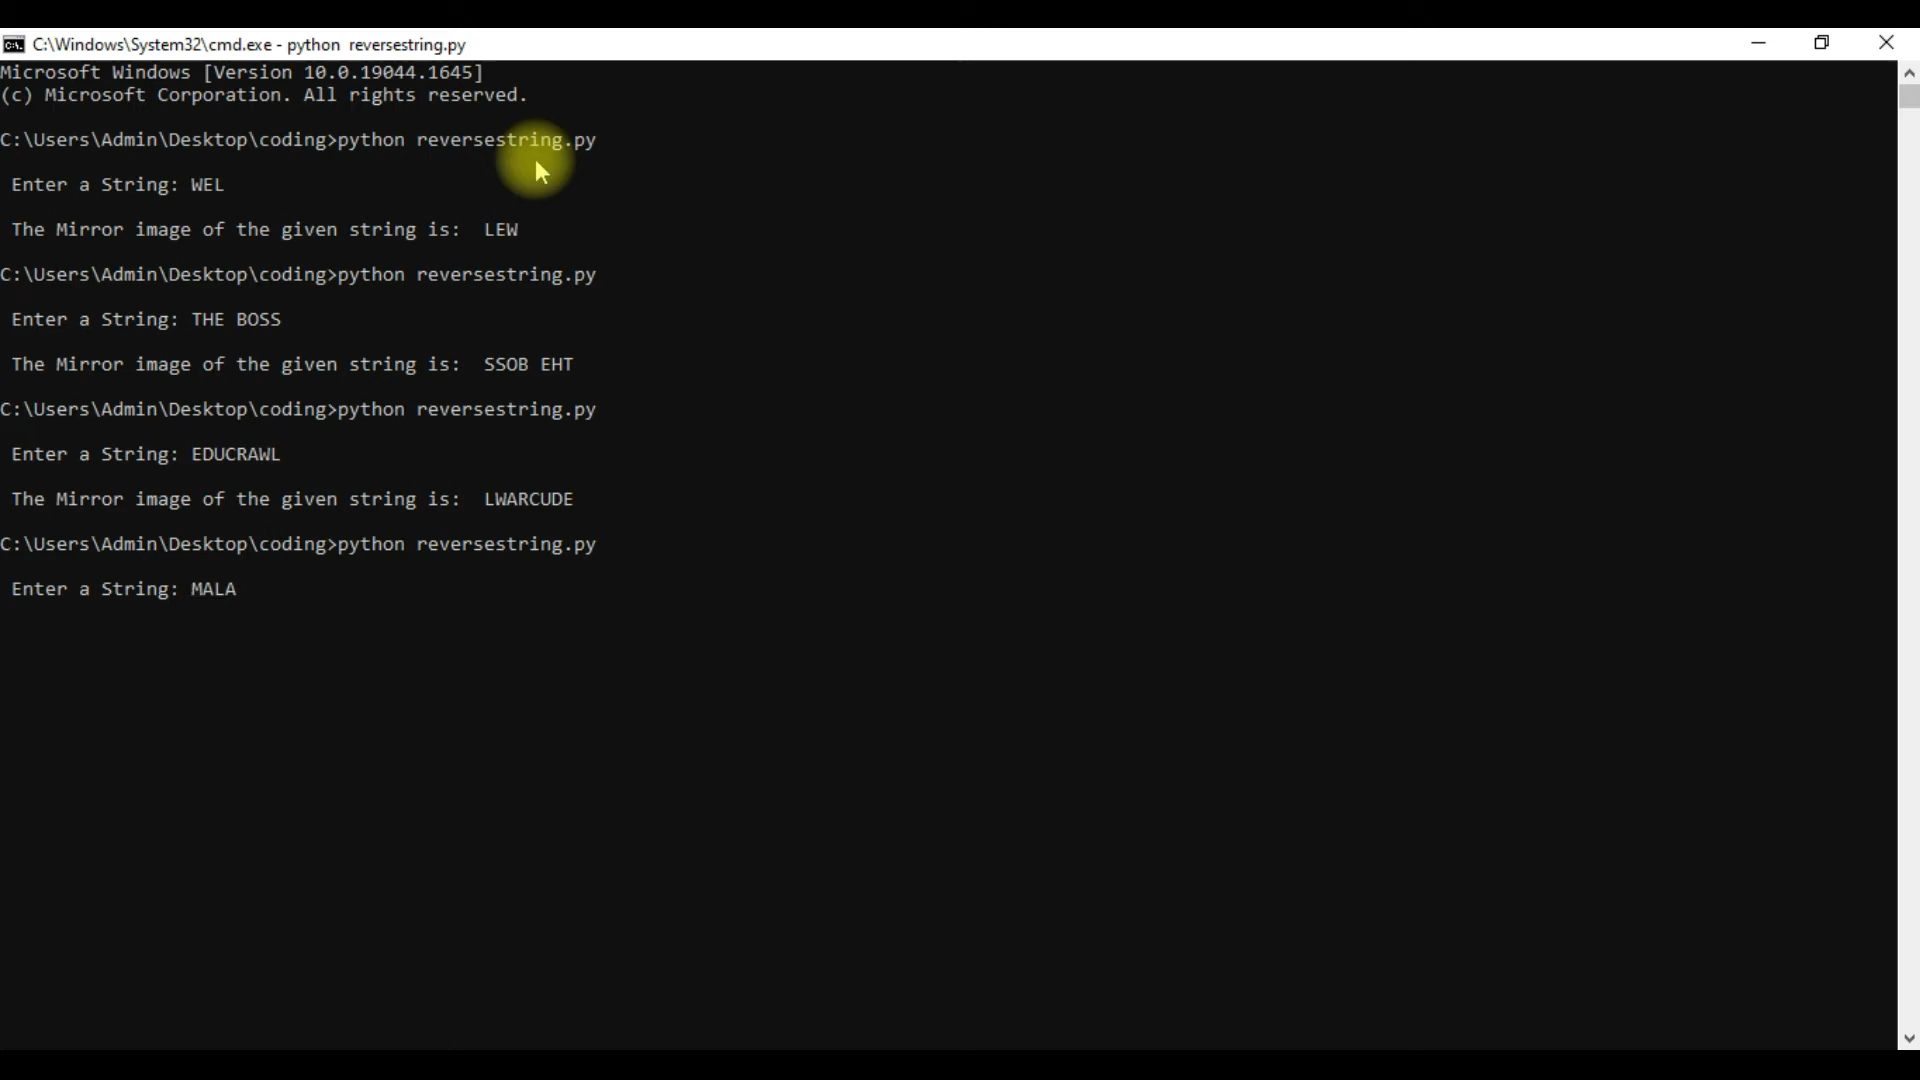 C:\Windows\System32\cmd.exe - python  reversestring.py
Microsoft Windows [Version 10.0.19044.1645]
(c) Microsoft Corporation. All rights reserved.
C:\Users\Admin\Desktop\coding>python reversestring.py
Enter a String: WEL
The Mirror image of the given string is:  LEW
C:\Users\Admin\Desktop\coding>python reversestring.py
Enter a String: THE BOSS
The Mirror image of the given string is:  SSOB EHT
C:\Users\Admin\Desktop\coding>python reversestring.py
Enter a String: EDUCRAWL
The Mirror image of the given string is:  LWARCUDE
C:\Users\Admin\Desktop\coding>python reversestring.py
Enter a String: MALA